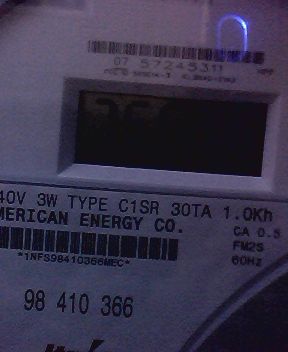 07 57245311
40V 3W TYPE C1SR 30TA 1.0Kh
MERICAN ENERGY CO.
CA 0.5
FM2S
60Hz
*1NFS98410366MEC*
98 410 366